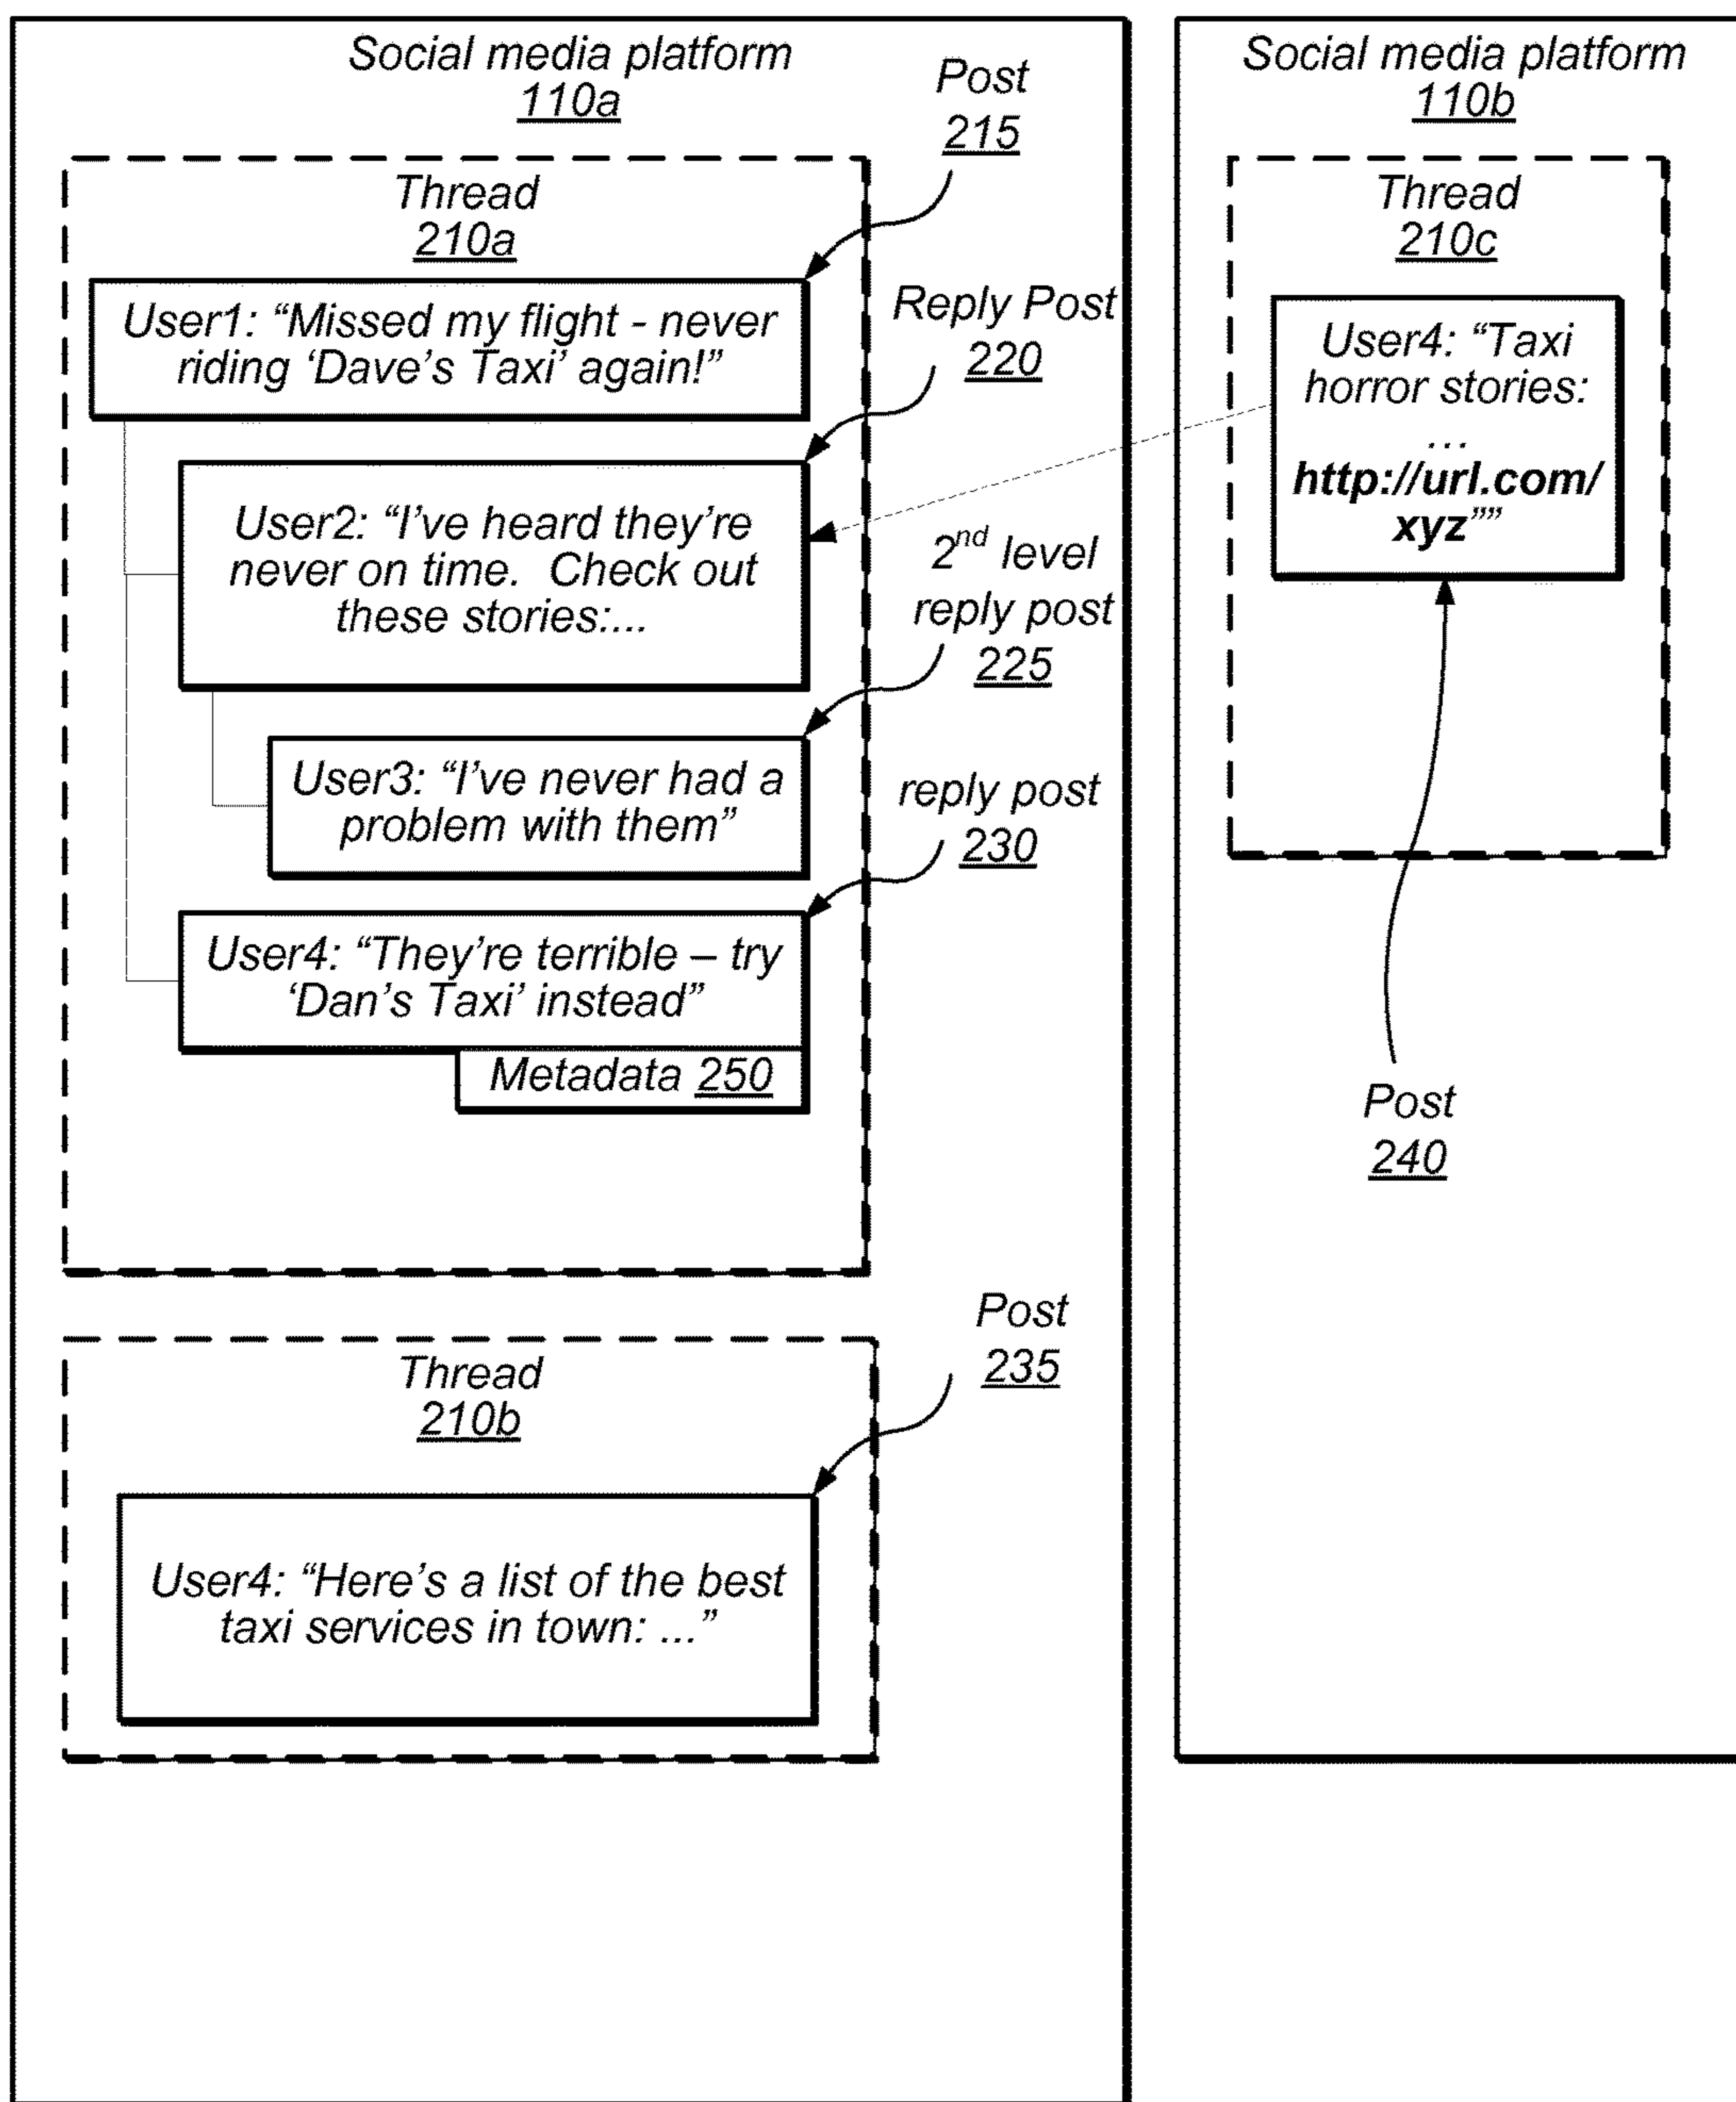 Social media platform
110a
Post
215
Thread
210a
User1: “Missed my flight - never
riding ‘Dave’s Taxi’ again!”
Reply Post
220
User2: “I’ve heard they’re
never on time.  Check out
these stories:...
2nd level
reply post
225
User3: “I’ve never had a
problem with them”
reply post
230
User4: “They’re terrible – try
‘Dan’s Taxi’ instead”
Metadata 250
Thread
210b
Post
235
User4: “Here’s a list of the best
taxi services in town: ...”
Social media platform
110b
Thread
210c
User4: “Taxi
horror stories:
...
http://url.com/
xyz””
Post
240